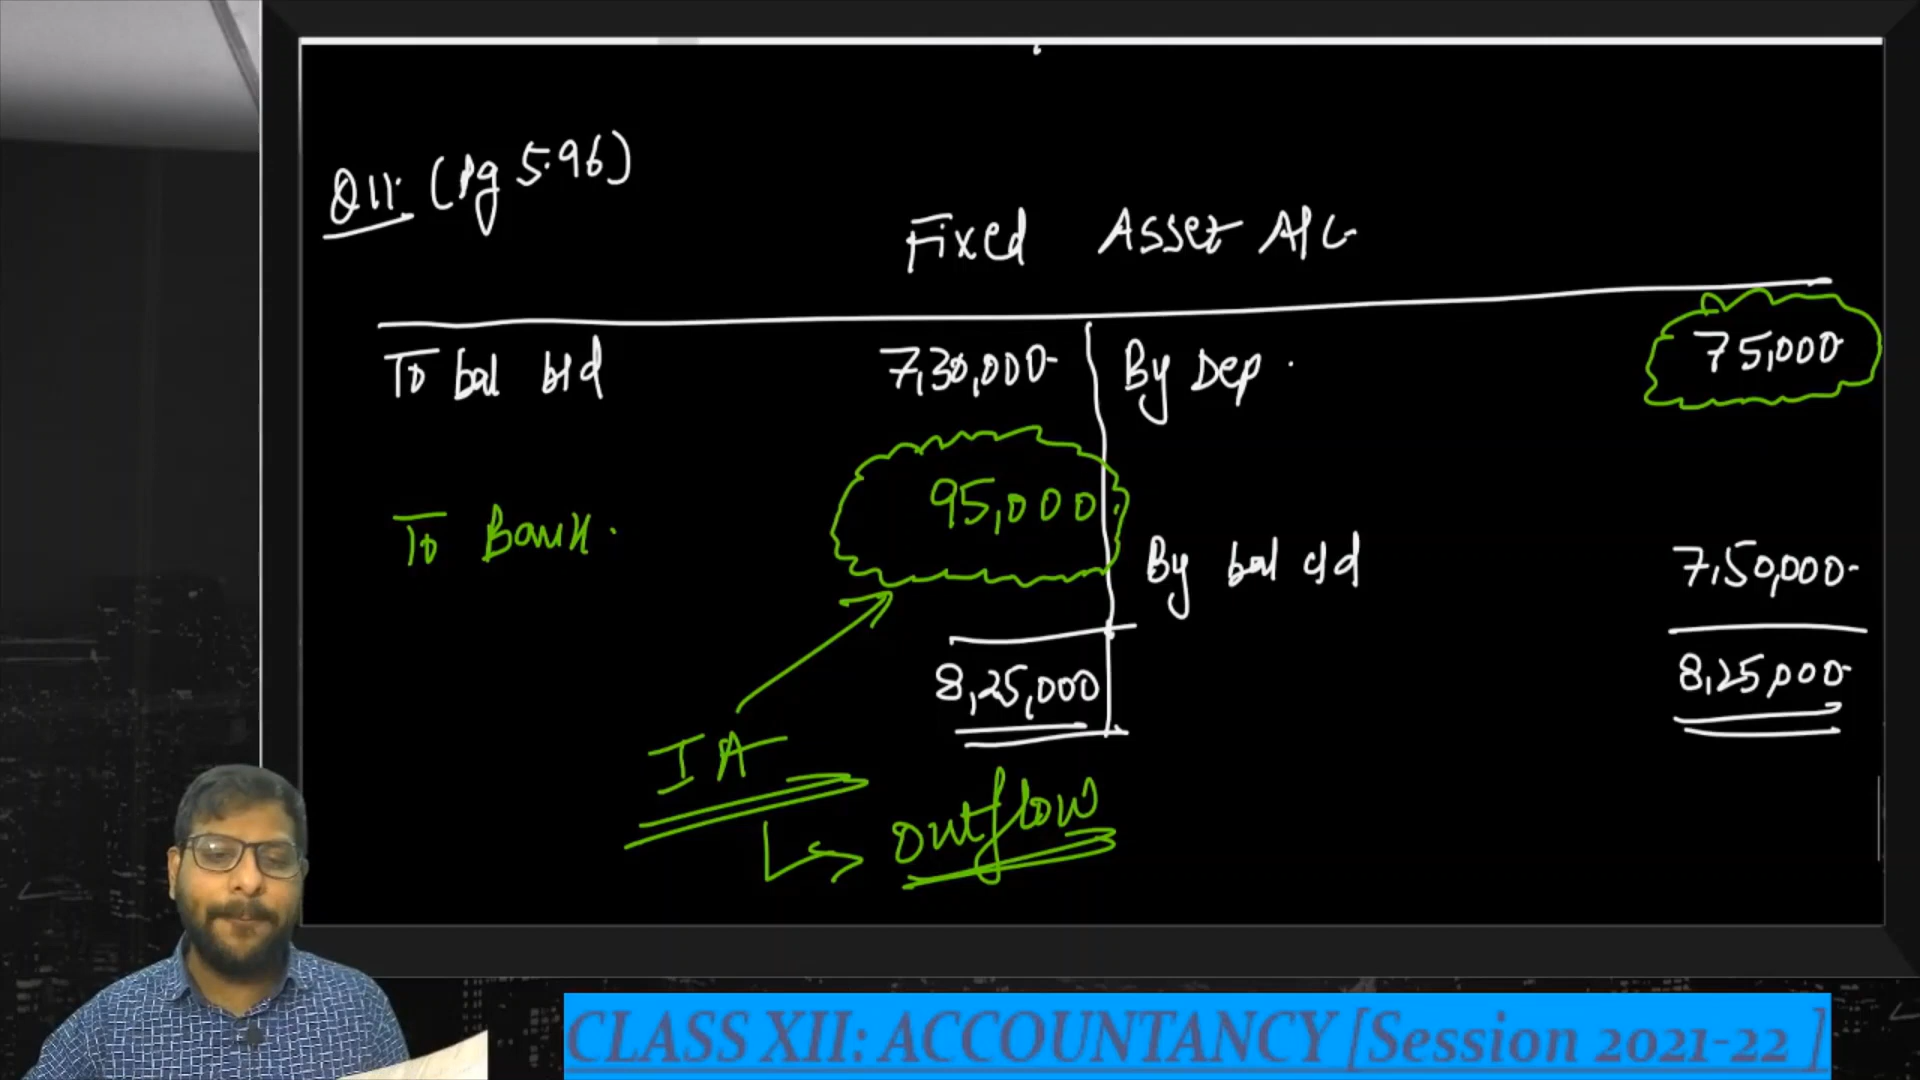 Q11. (Pg 5.96)
Fixed Asset A/C
To bal b/d 7,30,000 By Dep. 75,000
To Bank. 95,000
By bal c/d 7,50,000
8,25,000 8,25,000
IA
outflow
CLASS XII: ACCOUNTANCY [Session 2021-22 ]